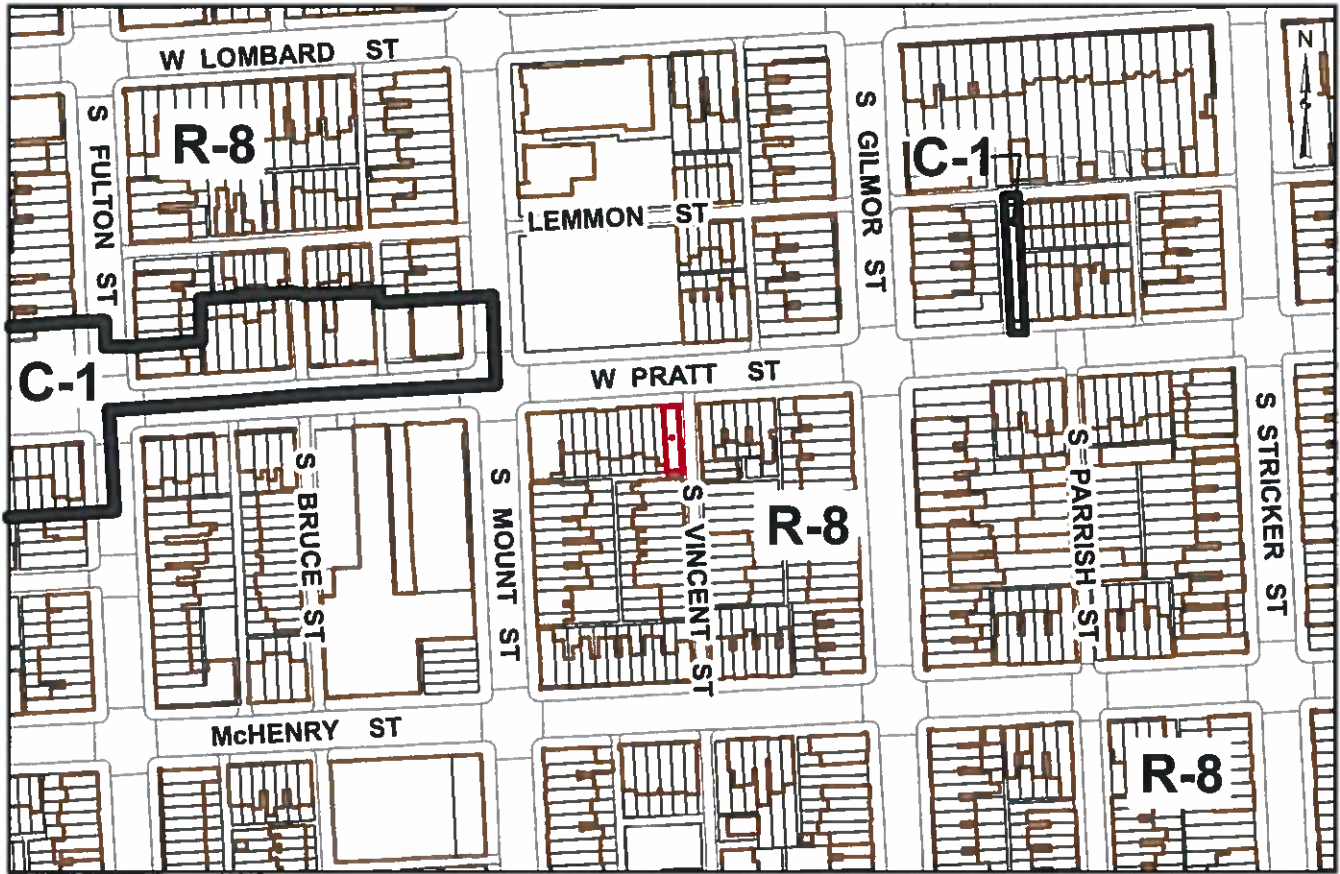 W LOMBARD ST
N
S FULTON ST
R-8
S GILMOR ST
C-1
LEMMON ST
C-1
W PRATT ST
S BRUCE ST
S MOUNT ST
S VINCENT ST
R-8
S PARRISH ST
S STRICKER ST
McHENRY ST
R-8